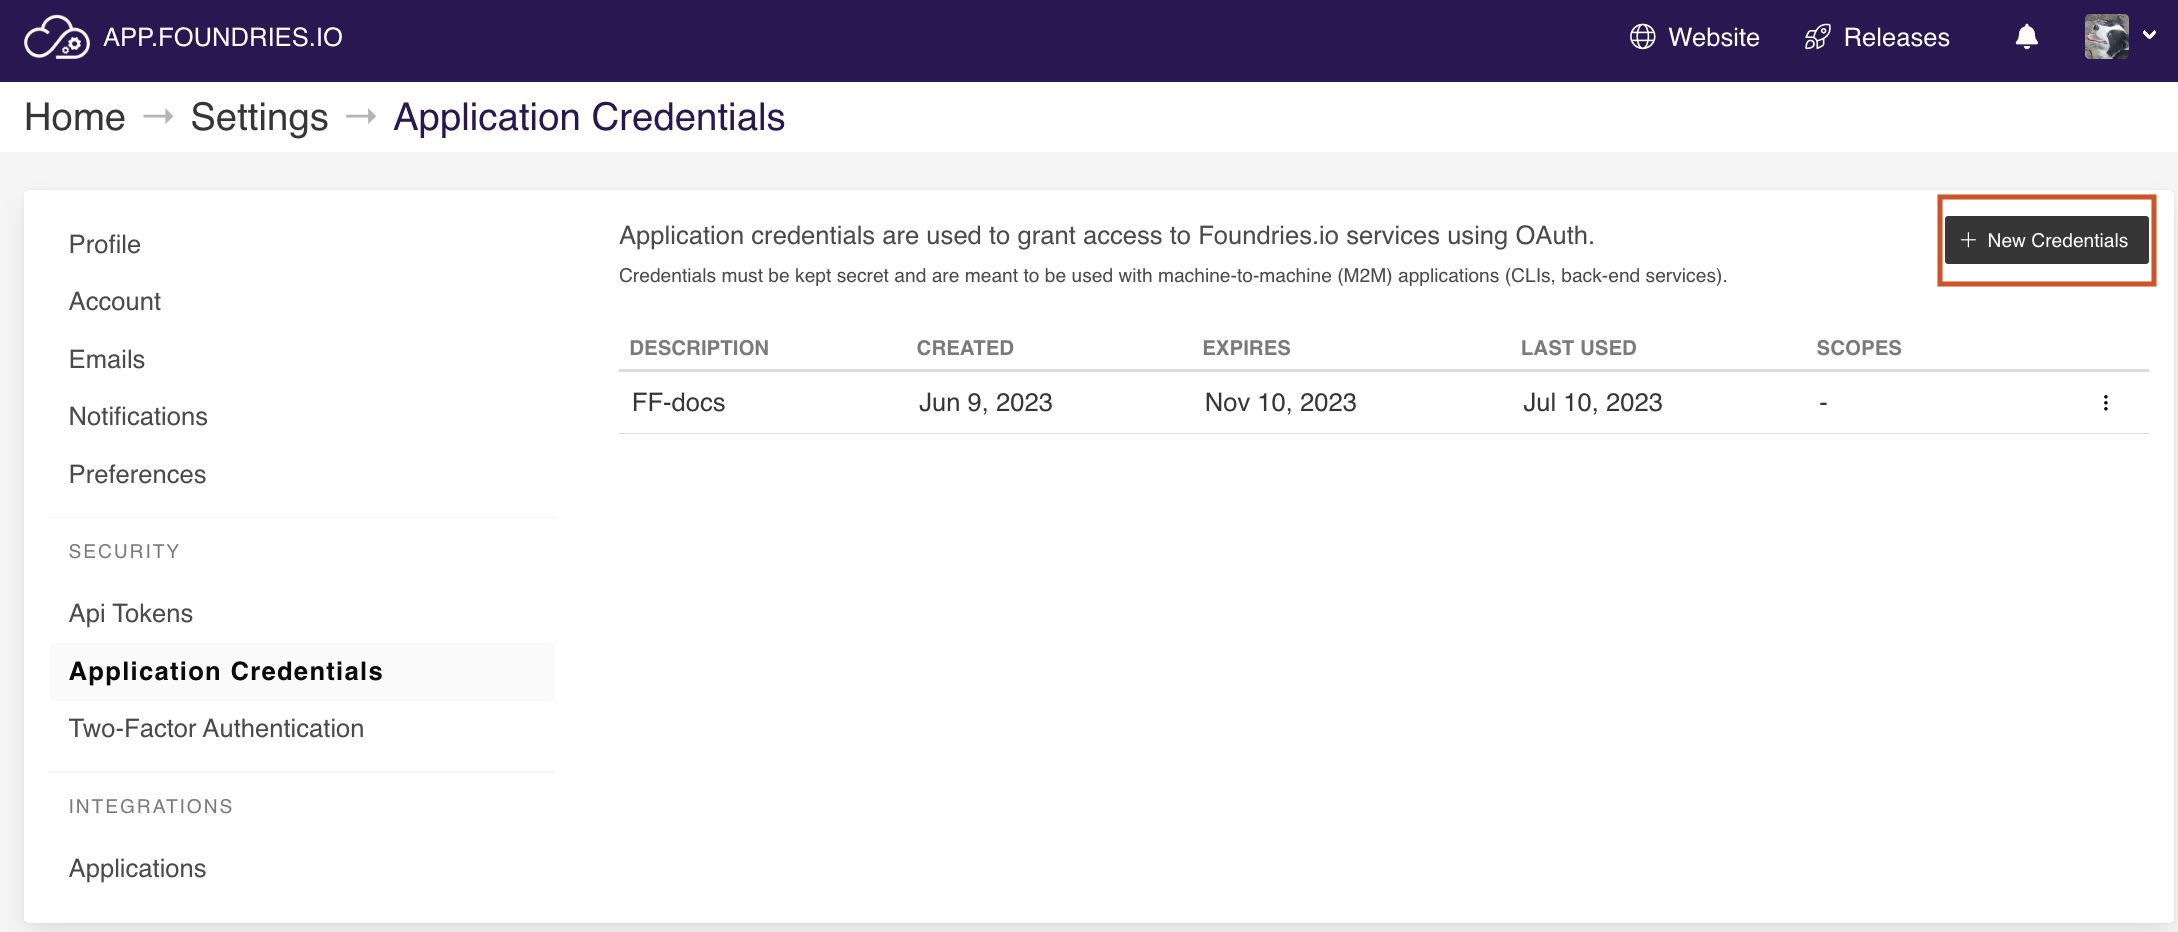 APP.FOUNDRIES.IO
Website
Releases
Home → Settings → Application Credentials
Profile
Account
Emails
Notifications
Preferences
SECURITY
Api Tokens
Application Credentials
Two-Factor Authentication
INTEGRATIONS
Applications
Application credentials are used to grant access to Foundries.io services using OAuth.
Credentials must be kept secret and are meant to be used with machine-to-machine (M2M) applications (CLIs, back-end services).
+ New Credentials
DESCRIPTION CREATED EXPIRES LAST USED SCOPES
FF-docs Jun 9, 2023 Nov 10, 2023 Jul 10, 2023 -